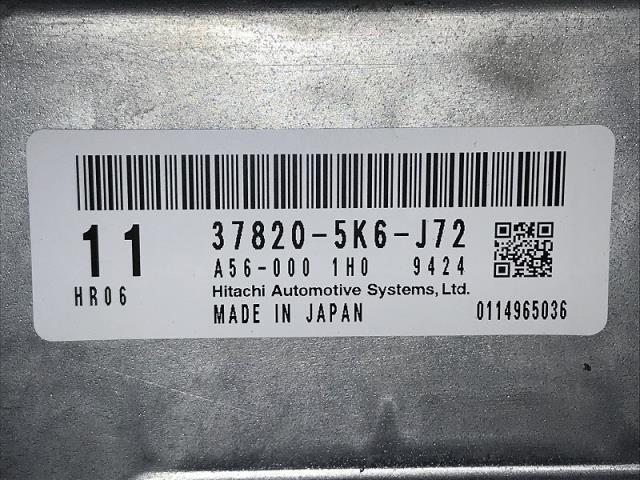 11 37820-5K6-J72
A56-000 1H0 9424
HR06 Hitachi Automotive Systems, Ltd.
MADE IN JAPAN 0114965036